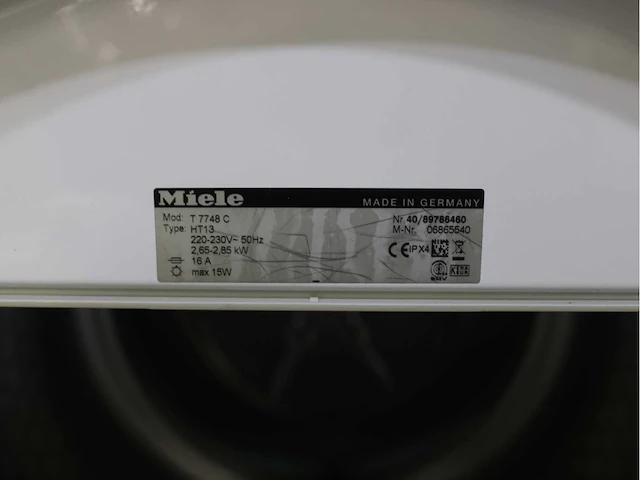 Miele MADE IN GERMANY
Mod: T 7748 C Nr. 40/89786460
Type: HT13 M-Nr. 06865540
220-230V~ 50Hz
2,65-2,85 kW CE IPX4
16 A
max 15W